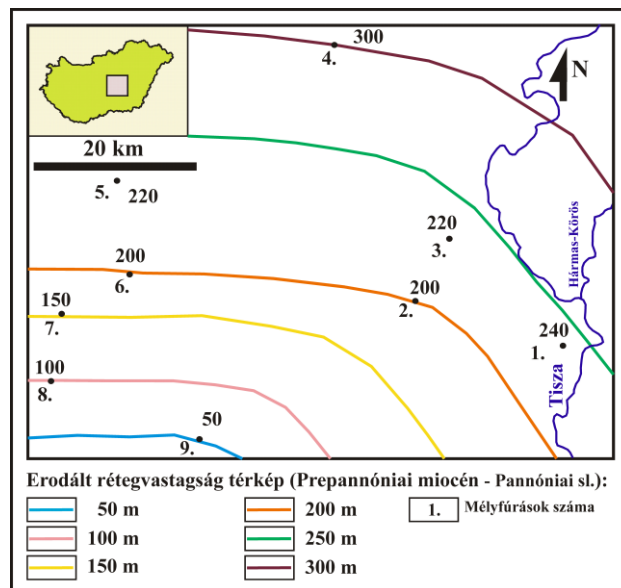 300
4.
N
20 km
5.
220
220
3.
Hármas-Körös
200
6.
200
2.
150
7.
240
1.
Tisza
100
8.
50
9.
Erodált rétegvastagság térkép (Prepannóniai miocén - Pannóniai sl.):
50 m
200 m
1.
Mélyfúrások száma
100 m
250 m
150 m
300 m